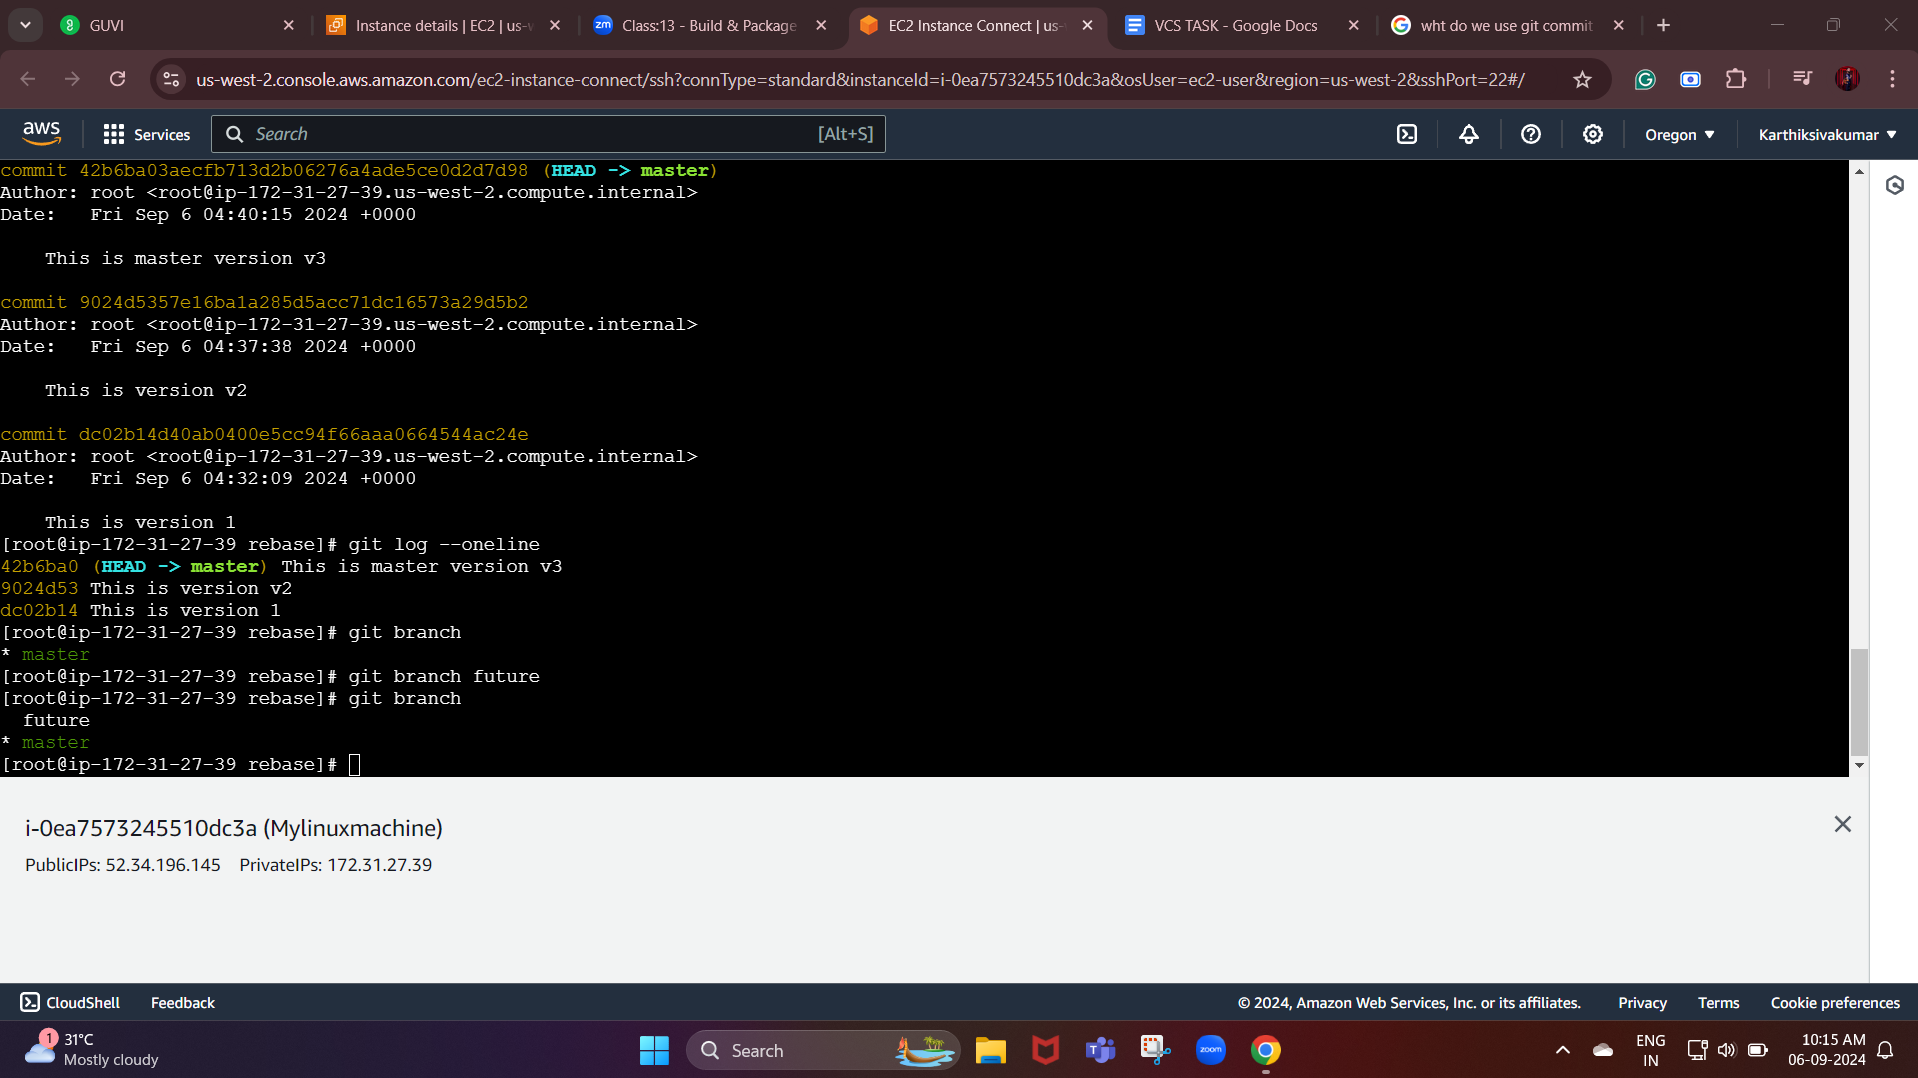 GUVI
Instance details | EC2 | us-w
zm
Class:13 - Build & Package
EC2 Instance Connect | us-
VCS TASK - Google Docs
wht do we use git commit
us-west-2.console.aws.amazon.com/ec2-instance-connect/ssh?connType=standard&instanceId=i-0ea7573245510dc3a&osUser=ec2-user&region=us-west-2&sshPort=22#/
aws
Services
Search
[Alt+S]
Oregon
Karthiksivakumar
commit 42b6ba03aecfb713d2b06276a4ade5ce0d2d7d98 (HEAD -> master)
Author: root <root@ip-172-31-27-39.us-west-2.compute.internal>
Date:   Fri Sep 6 04:40:15 2024 +0000
This is master version v3
commit 9024d5357e16ba1a285d5acc71dc16573a29d5b2
Author: root <root@ip-172-31-27-39.us-west-2.compute.internal>
Date:   Fri Sep 6 04:37:38 2024 +0000
This is version v2
commit dc02b14d40ab0400e5cc94f66aaa0664544ac24e
Author: root <root@ip-172-31-27-39.us-west-2.compute.internal>
Date:   Fri Sep 6 04:32:09 2024 +0000
This is version 1
[root@ip-172-31-27-39 rebase]# git log --oneline
42b6ba0 (HEAD -> master) This is master version v3
9024d53 This is version v2
dc02b14 This is version 1
[root@ip-172-31-27-39 rebase]# git branch
* master
[root@ip-172-31-27-39 rebase]# git branch future
[root@ip-172-31-27-39 rebase]# git branch
future
* master
[root@ip-172-31-27-39 rebase]#
i-0ea7573245510dc3a (Mylinuxmachine)
PublicIPs: 52.34.196.145   PrivateIPs: 172.31.27.39
CloudShell
Feedback
© 2024, Amazon Web Services, Inc. or its affiliates.
Privacy
Terms
Cookie preferences
1
31°C
Mostly cloudy
Search
zoom
ENG
IN
10:15 AM
06-09-2024